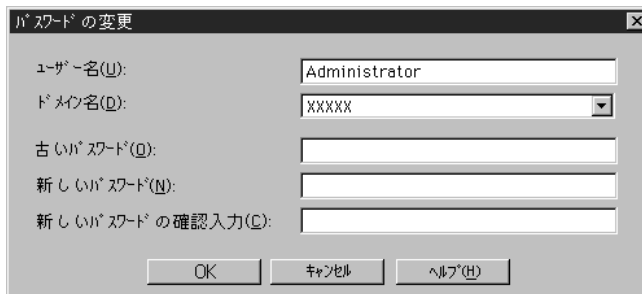 ﾊﾟｽﾜｰﾄﾞの変更
ﾕｰｻﾞｰ名(U): Administrator
ﾄﾞﾒｲﾝ名(D): XXXXX
古いﾊﾟｽﾜｰﾄﾞ(O):
新しいﾊﾟｽﾜｰﾄﾞ(N):
新しいﾊﾟｽﾜｰﾄﾞの確認入力(C):
OK ｷｬﾝｾﾙ ﾍﾙﾌﾟ(H)